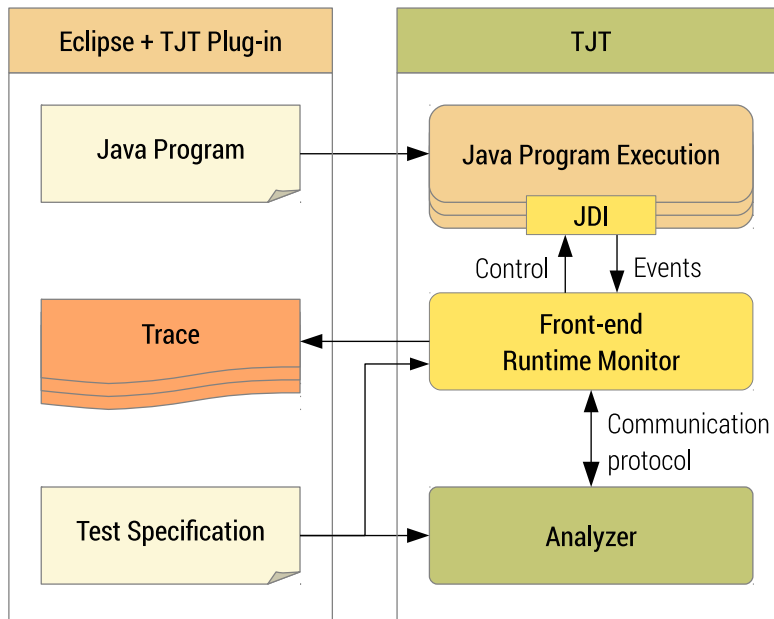 Eclipse + TJT Plug-in
TJT
Java Program
Java Program Execution
JDI
Control
Events
Trace
Front-end
Runtime Monitor
Communication
protocol
Test Specification
Analyzer